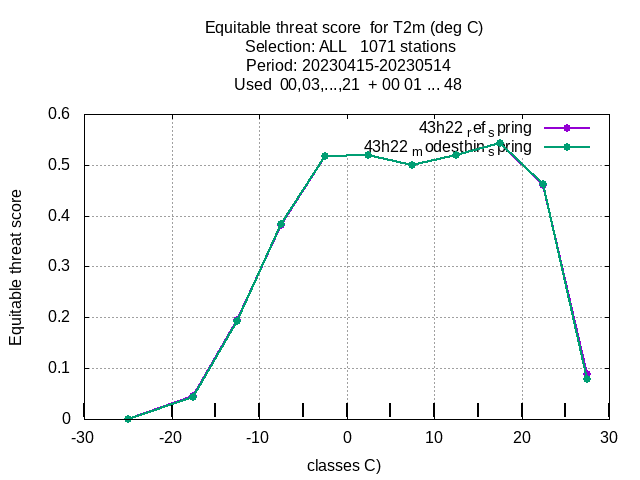 Equitable threat score  for T2m (deg C)
Selection: ALL   1071 stations
Period: 20230415-20230514
Used  00,03,...,21  + 00 01 ... 48
43h22 ref spring
43h22 modesthin spring
Equitable threat score
0.6
0.5
0.4
0.3
0.2
0.1
0
-30
-20
-10
0
10
20
30
classes C)